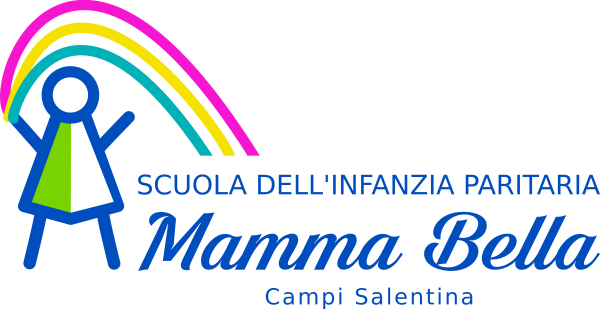 SCUOLA DELL'INFANZIA PARITARIA
Mamma Bella
Campi Salentina